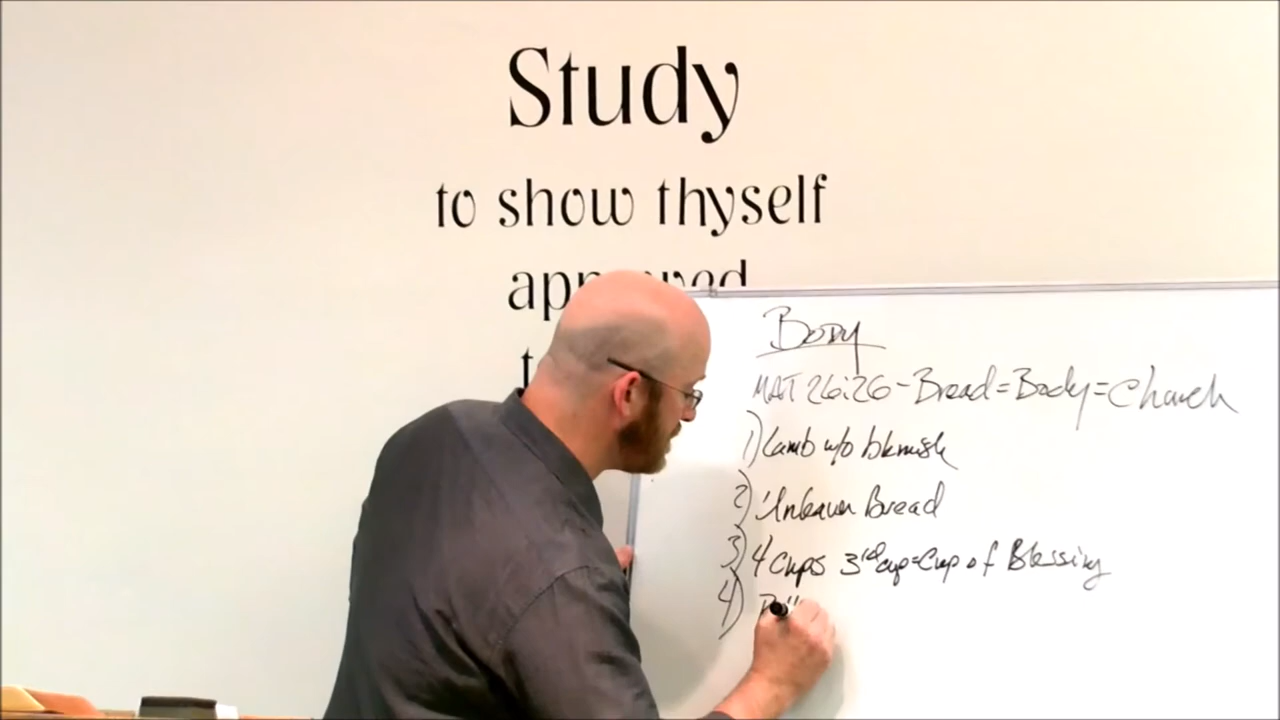 Study
to show thyself
Body
MAT 26:26 - Bread = Body = Church
1) Lamb w/o blemish
2) Unleaven Bread
3) 4 Cups 3rd cup = Cup of Blessing
4)